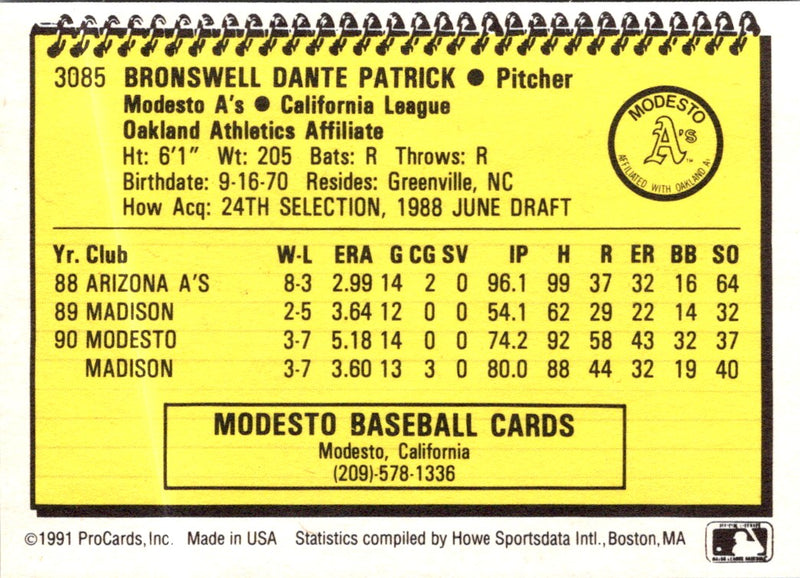 3085 BRONSWELL DANTE PATRICK ● Pitcher
Modesto A's ● California League
Oakland Athletics Affiliate
Ht: 6'1" Wt: 205 Bats: R Throws: R
Birthdate: 9-16-70 Resides: Greenville, NC
How Acq: 24TH SELECTION, 1988 JUNE DRAFT
MODESTO
A's
™
AFFILIATED WITH OAKLAND A's
Yr. Club W-L ERA G CG SV IP H R ER BB SO
88 ARIZONA A'S 8-3 2.99 14 2 0 96.1 99 37 32 16 64
89 MADISON 2-5 3.64 12 0 0 54.1 62 29 22 14 32
90 MODESTO 3-7 5.18 14 0 0 74.2 92 58 43 32 37
MADISON 3-7 3.60 13 3 0 80.0 88 44 32 19 40
MODESTO BASEBALL CARDS
Modesto, California
(209)-578-1336
©1991 ProCards, Inc. Made in USA Statistics compiled by Howe Sportsdata Intl., Boston, MA